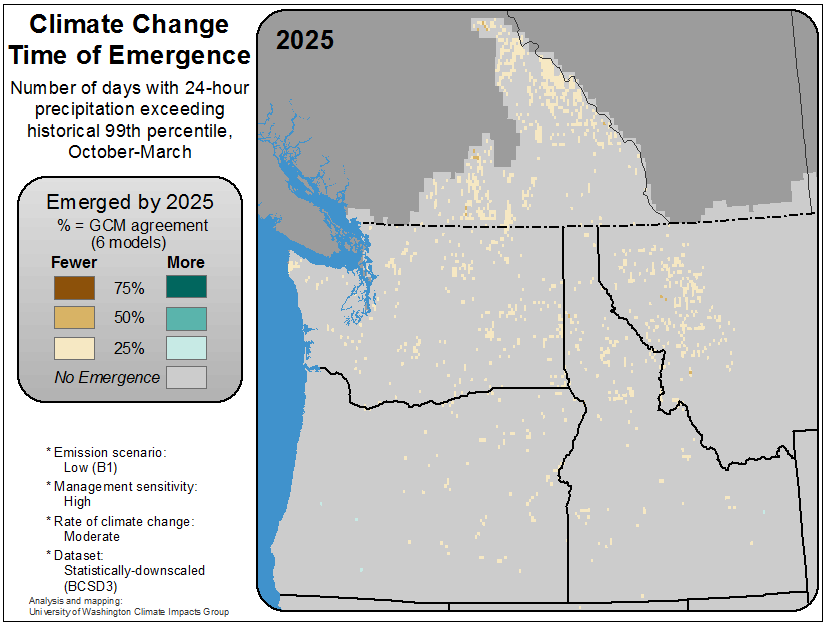 Climate Change
Time of Emergence
Number of days with 24-hour
precipitation exceeding
historical 99th percentile,
October-March
Emerged by 2025
% = GCM agreement
(6 models)
Fewer More
75%
50%
25%
No Emergence
* Emission scenario:
Low (B1)
* Management sensitivity:
High
* Rate of climate change:
Moderate
* Dataset:
Statistically-downscaled
(BCSD3)
Analysis and mapping:
University of Washington Climate Impacts Group
2025